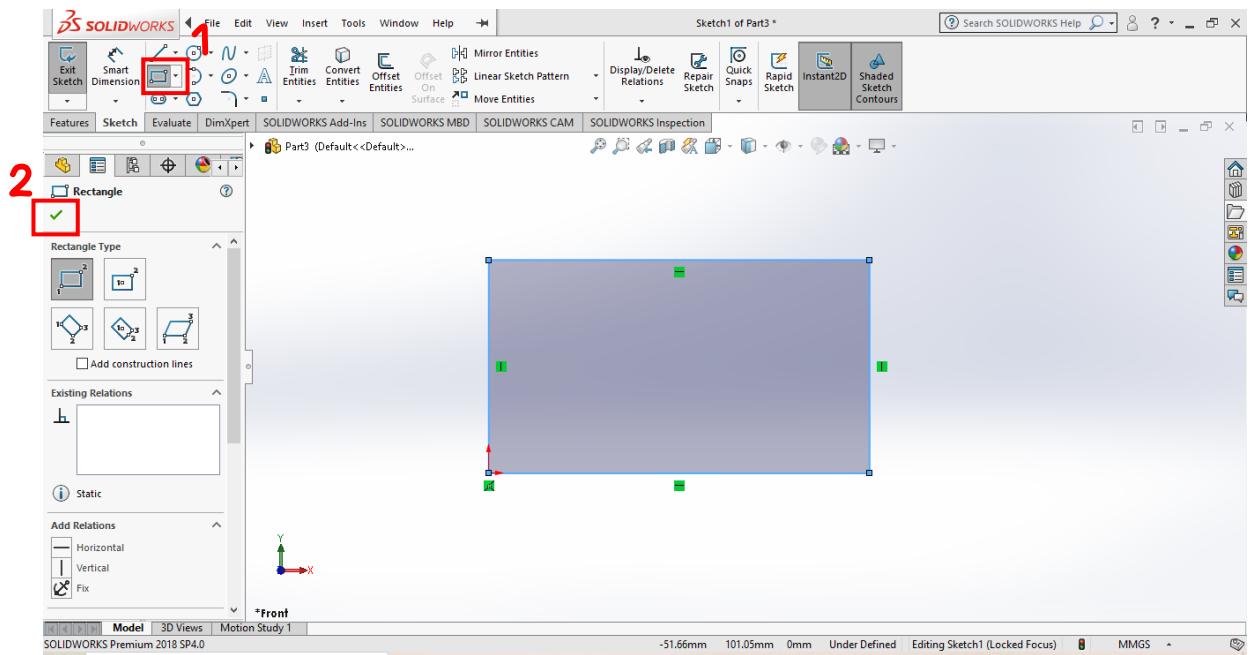 SOLIDWORKS File Edit View Insert Tools Window Help Sketch1 of Part3 * Search SOLIDWORKS Help ?
1
Exit Sketch
Smart Dimension
Trim Entities
Convert Entities
Offset Entities
Offset On Surface
Mirror Entities
Linear Sketch Pattern
Move Entities
Display/Delete Relations
Repair Sketch
Quick Snaps
Rapid Sketch
Instant2D
Shaded Sketch Contours
Features Sketch Evaluate DimXpert SOLIDWORKS Add-Ins SOLIDWORKS MBD SOLIDWORKS CAM SOLIDWORKS Inspection
Part3 (Default<<Default>...
2
Rectangle ?
Rectangle Type
Add construction lines
Existing Relations
Static
Add Relations
Horizontal
Vertical
Fix
Y
X
*Front
Model 3D Views Motion Study 1
SOLIDWORKS Premium 2018 SP4.0 -51.66mm 101.05mm 0mm Under Defined Editing Sketch1 (Locked Focus) MMGS